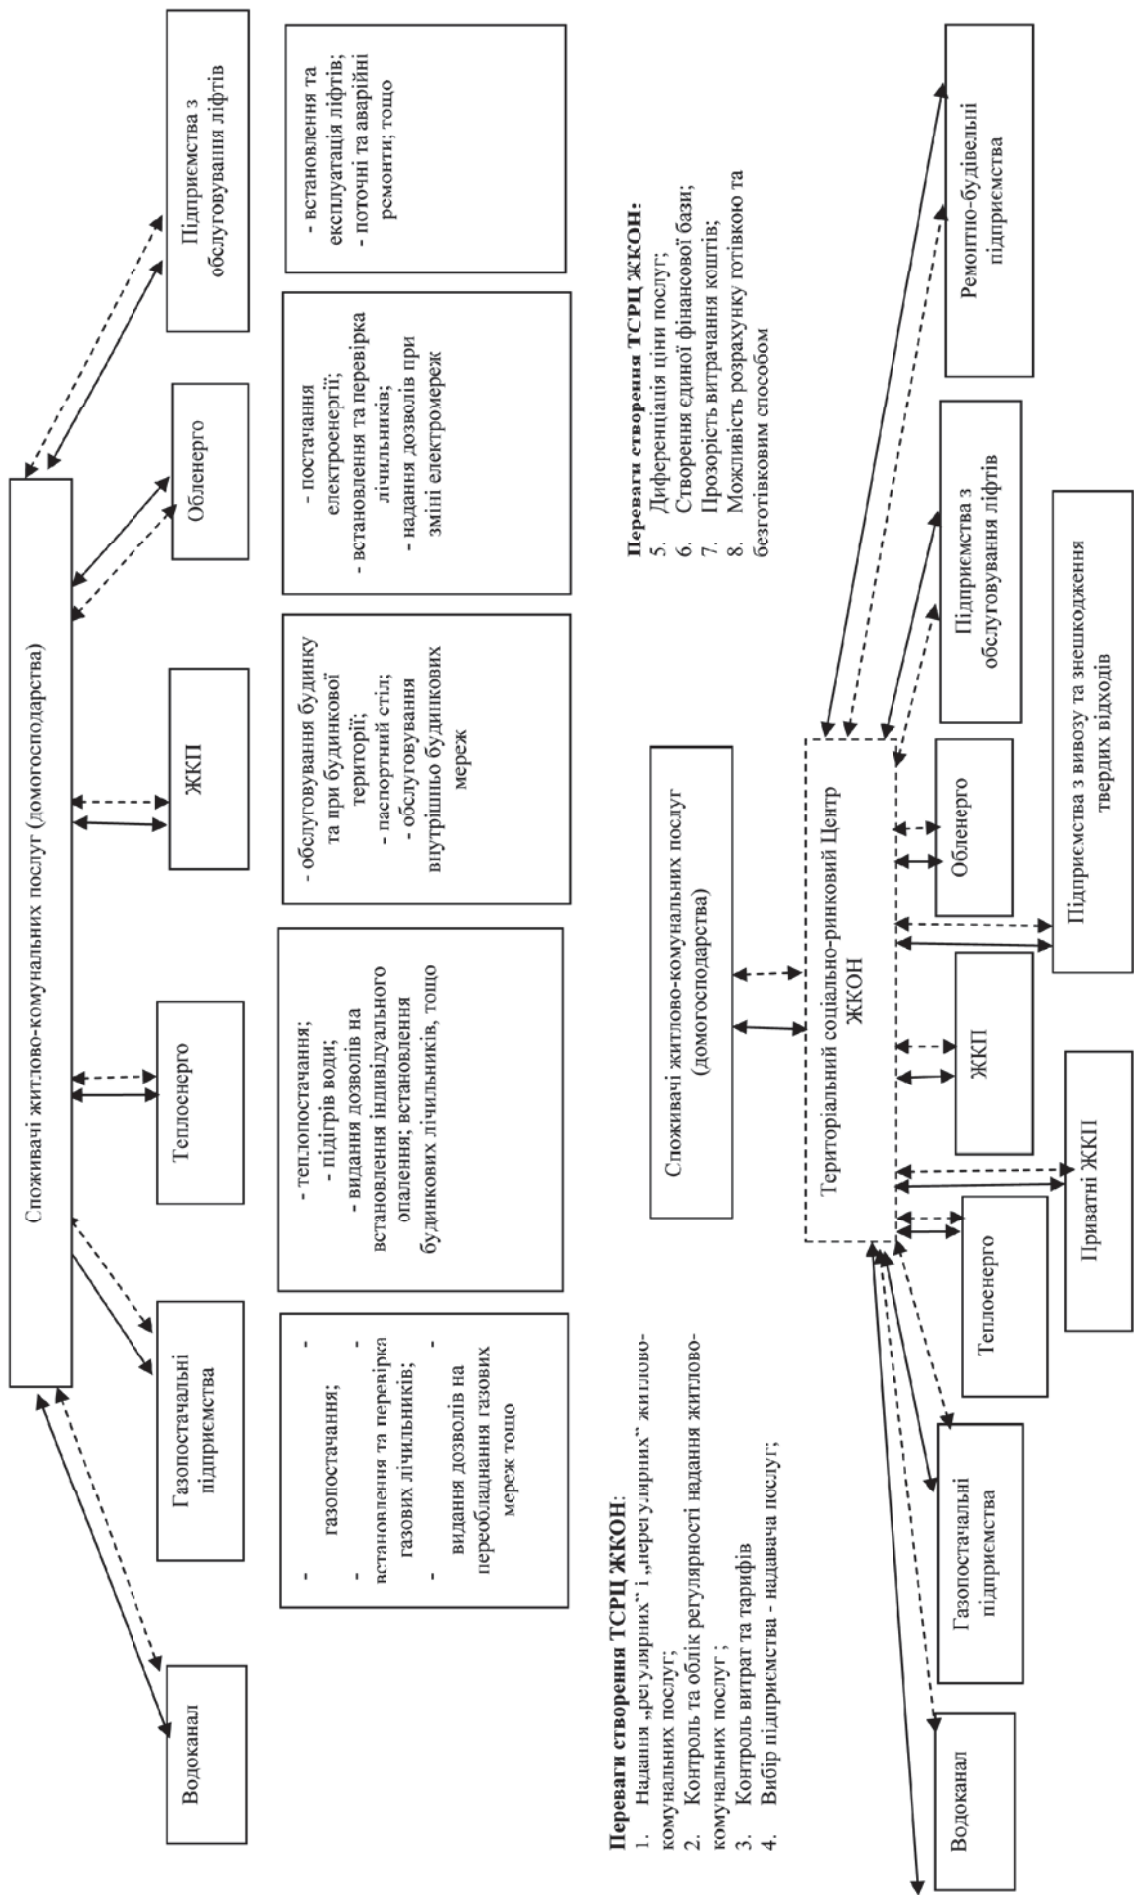 Споживачі житлово-комунальних послуг (домогосподарства)
Водоканал
Газопостачальні
підприємства
Теплоенерго
ЖКП
Обленерго
Підприємства з
обслуговування ліфтів
-
газопостачання;
-
встановлення та перевірка
газових лічильників;
-
видання дозволів на
переобладнання газових
мереж тощо
- теплопостачання;
- підігрів води;
- видання дозволів на
встановлення індивідуального
опалення; встановлення
будинкових лічильників, тощо
- обслуговування будинку
та при будинкової
території;
- паспортний стіл;
- обслуговування
внутрішньо будинкових
мереж
- постачання
електроенергії;
- встановлення та перевірка
лічильників;
- надання дозволів при
зміні електромереж
- встановлення та
експлуатація ліфтів;
- поточні та аварійні
ремонти; тощо
Переваги створення ТСРЦ ЖКОН:
1. Надання „регулярних“ і „нерегулярних“ житлово-
комунальних послуг;
2. Контроль та облік регулярності надання житлово-
комунальних послуг ;
3. Контроль витрат та тарифів
4. Вибір підприємства - надавача послуг;
Переваги створення ТСРЦ ЖКОН:
5. Диференціація ціни послуг;
6. Створення єдиної фінансової бази;
7. Прозорість витрачання коштів;
8. Можливість розрахунку готівкою та
безготівковим способом
Споживачі житлово-комунальних послуг
(домогосподарства)
Територіальний соціально-ринковий Центр
ЖКОН
Водоканал
Газопостачальні
підприємства
Теплоенерго
Приватні ЖКП
ЖКП
Підприємства з вивозу та знешкодження
твердих відходів
Обленерго
Підприємства з
обслуговування ліфтів
Ремонтно-будівельні
підприємства